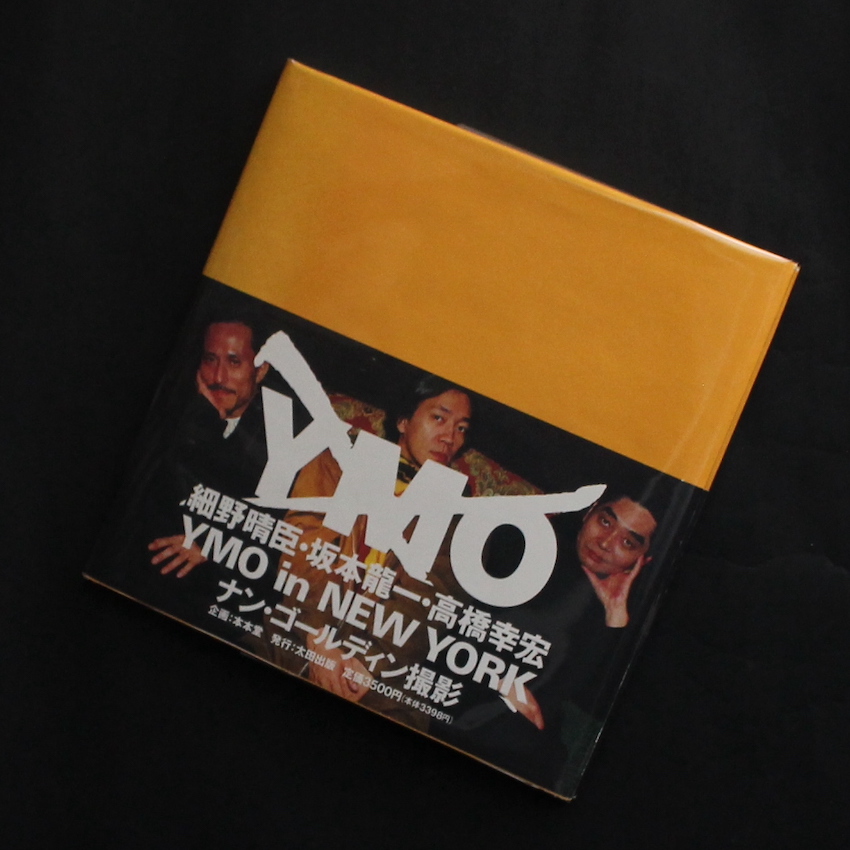 YMO
細野晴臣・坂本龍一・高橋幸宏
YMO in NEW YORK
ナン・ゴールディン撮影
企画:本本堂 発行:太田出版 定価3500円(本体3398円)